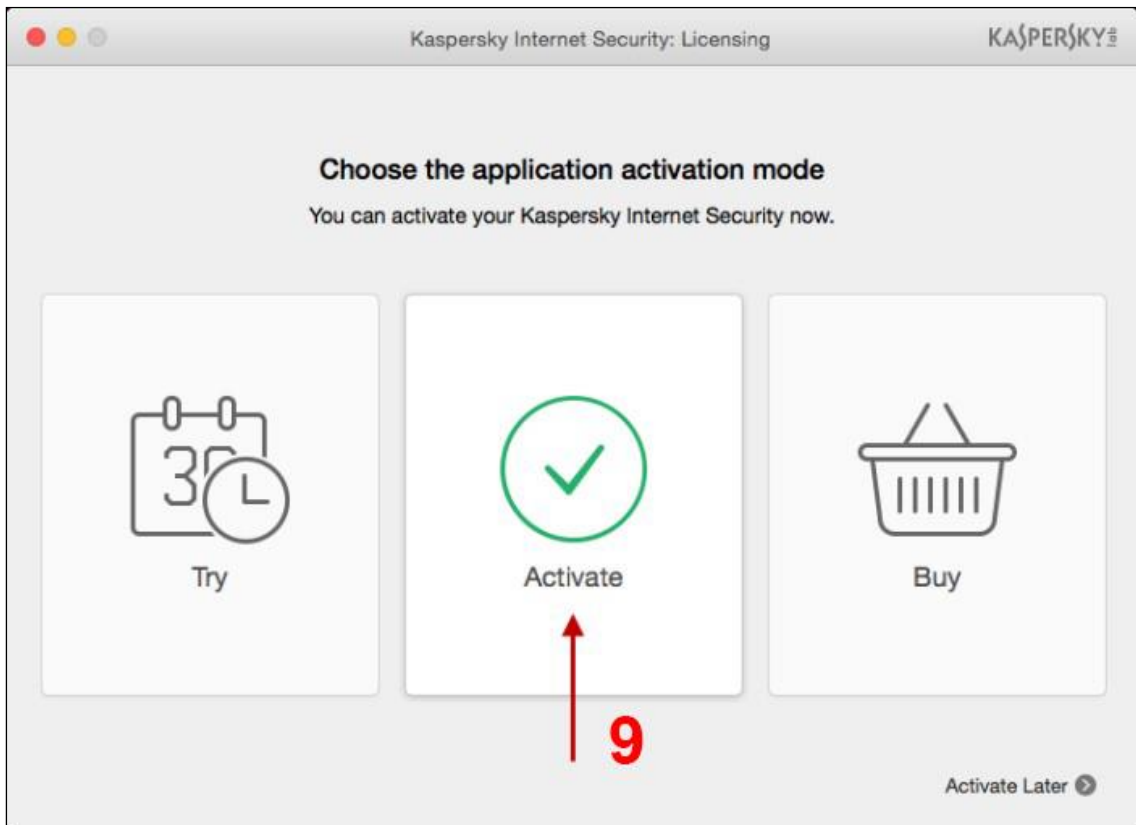 Kaspersky Internet Security: Licensing
KASPERSKY lab
Choose the application activation mode
You can activate your Kaspersky Internet Security now.
30
Try
Activate
Buy
9
Activate Later